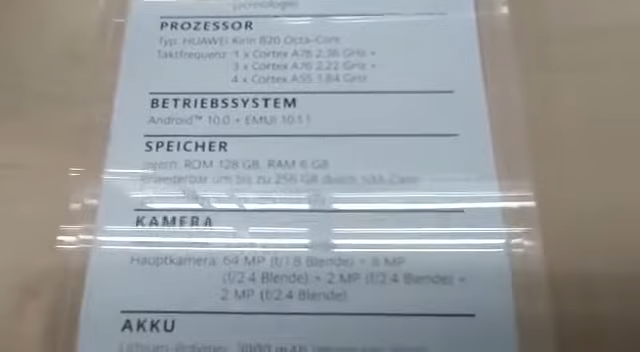 PROZESSOR
Typ: HUAWEI Kirin 820 Octa-Core
Taktfrequenz: 1 x Cortex A76 2.36 GHz +
3 x Cortex A76 2.22 GHz +
4 x Cortex A55 1.84 GHz
BETRIEBSSYSTEM
Android™ 10.0 + EMUI 10.1.1
SPEICHER
Intern: ROM 128 GB, RAM 6 GB
Erweiterbar um bis zu 256 GB
KAMERA
Hauptkamera: 64 MP (f/1.8 Blende) + 8 MP
(f/2.4 Blende) + 2 MP (f/2.4 Blende) +
2 MP (f/2.4 Blende)
AKKU